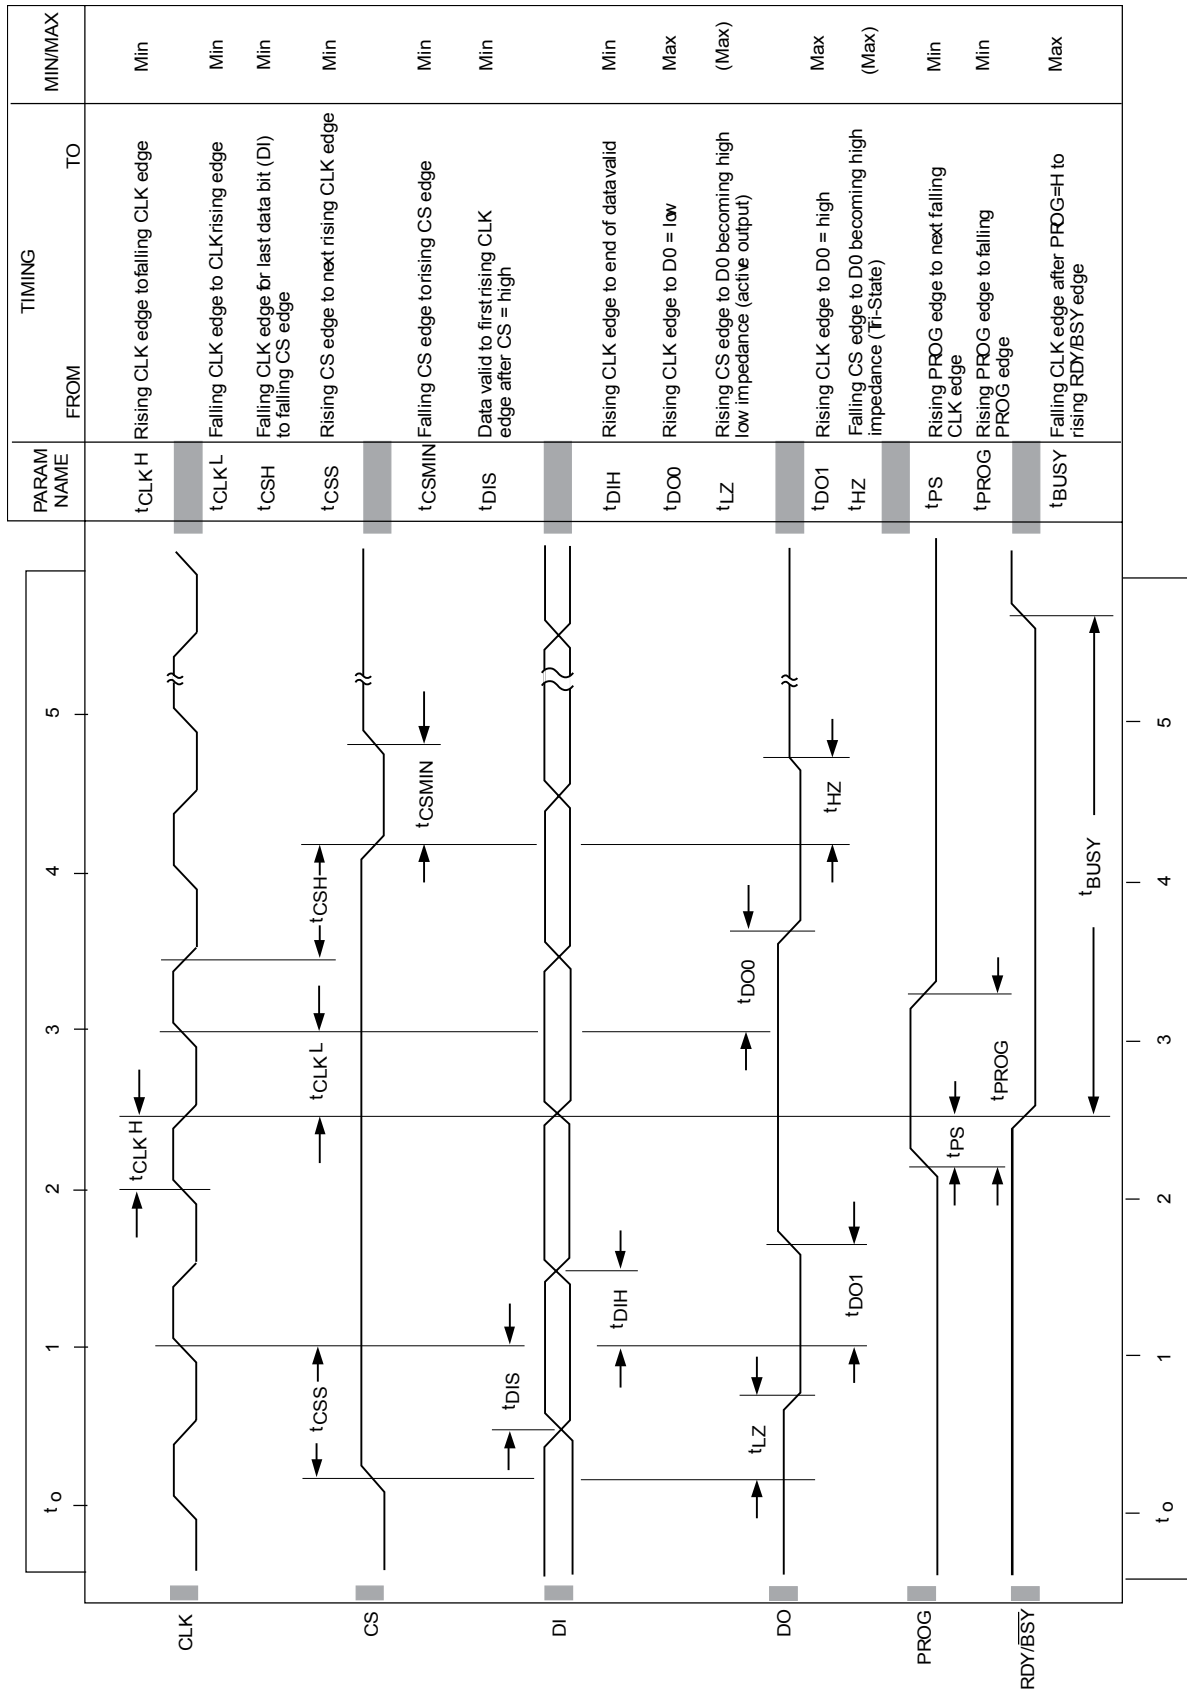 PARAM NAME
TIMING
FROM TO
MIN/MAX
tCLKH Rising CLK edge to falling CLK edge Min
tCLKL Falling CLK edge to CLK rising edge Min
tCSH Falling CLK edge for last data bit (DI) Min
to falling CS edge
tCSS Rising CS edge to next rising CLK edge Min
tCSMIN Falling CS edge to rising CS edge Min
tDIS Data valid to first rising CLK Min
edge after CS = high
tDIH Rising CLK edge to end of data valid Min
tDO0 Rising CLK edge to D0 = low Max
tLZ Rising CS edge to D0 becoming high (Max)
low impedance (active output)
tDO1 Rising CLK edge to D0 = high Max
tHZ Falling CS edge to D0 becoming high (Max)
impedance (Tri-State)
tPS Rising PROG edge to next falling Min
CLK edge
tPROG Rising PROG edge to falling Min
PROG edge
tBUSY Falling CLK edge after PROG=H to Max
rising RDY/BSY edge
to 1 2 3 4 5
CLK
tCLKH
tCSS tCLKL tCSH
CS
tCSMIN
tDIS
DI
tDIH
tLZ tDO0
DO
tDO1 tHZ
PROG
tPS
tPROG
RDY/BSY
tBUSY
to 1 2 3 4 5